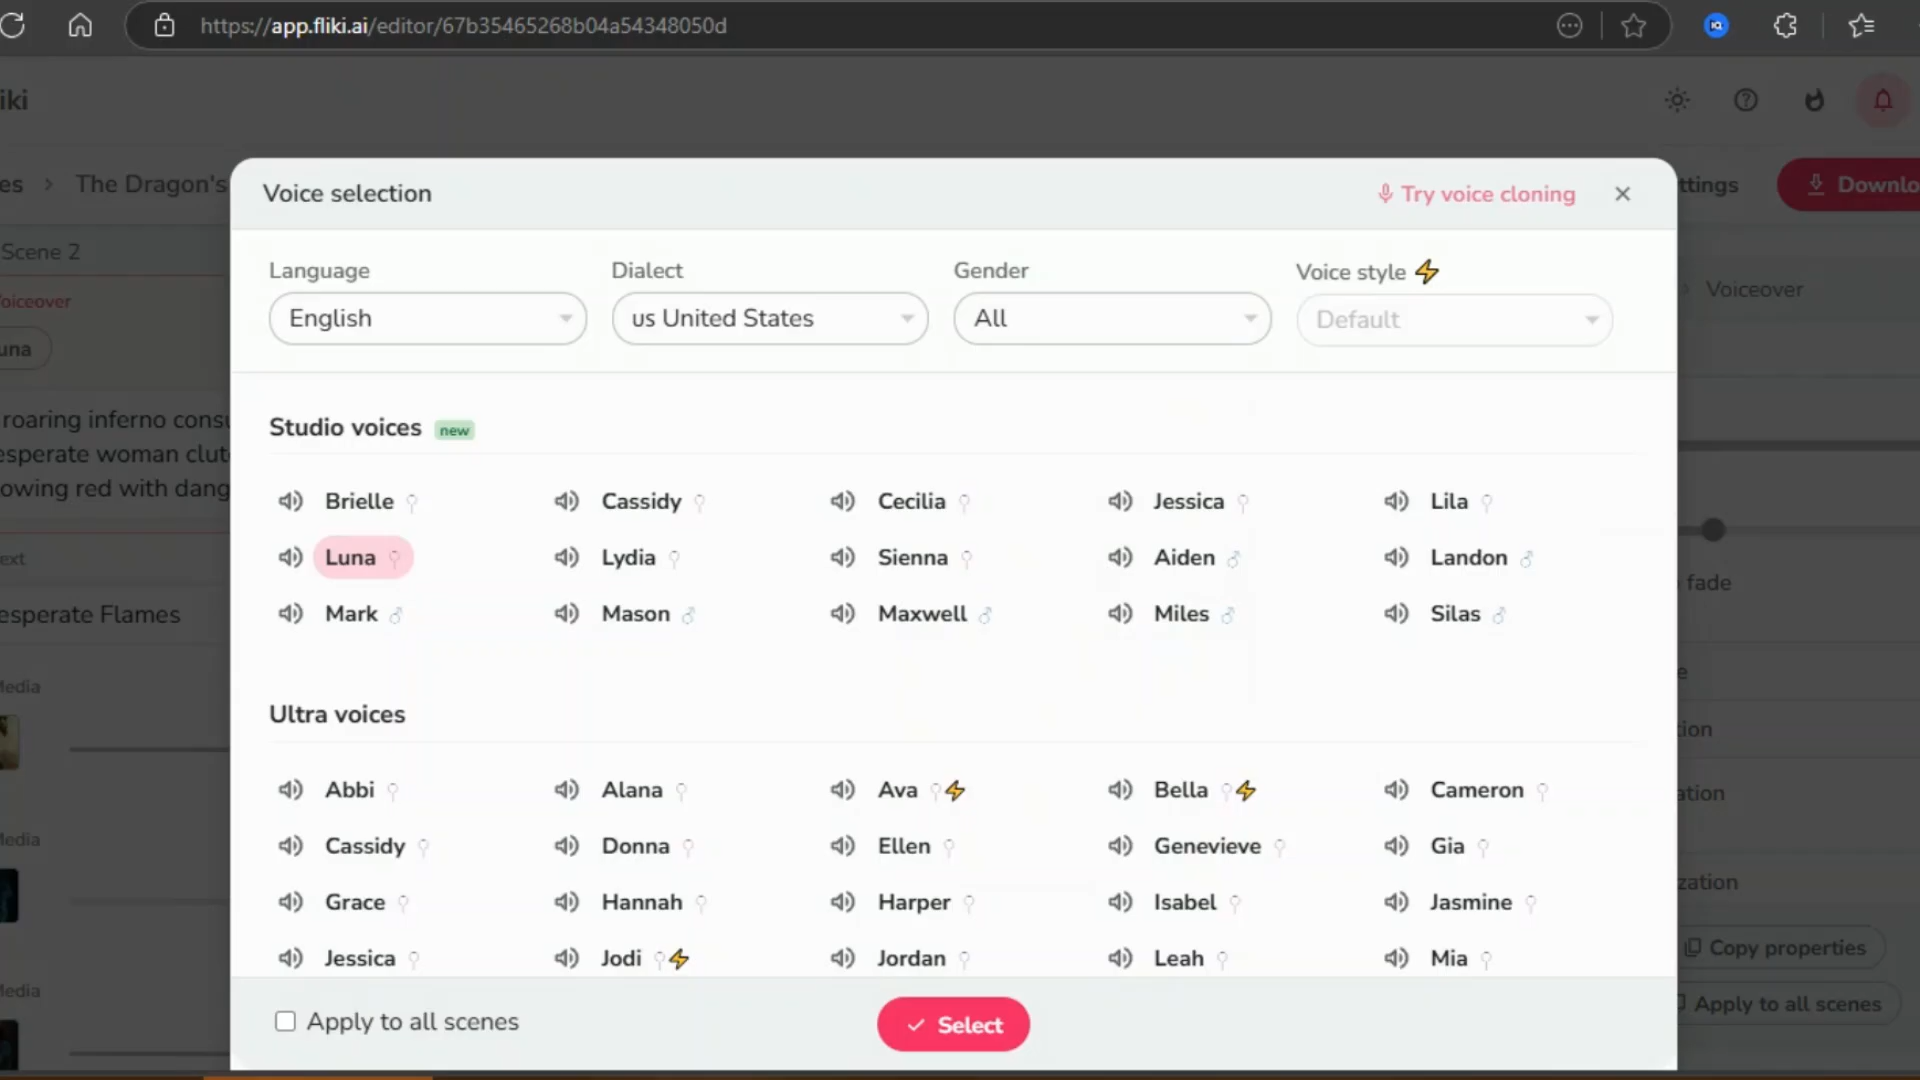 https://app.fliki.ai/editor/67b35465268b04a54348050d
iki
es > The Dragon's
ttings
Downlo
Scene 2
oiceover
una
roaring inferno consu
esperate woman clut
owing red with dang
ext
esperate Flames
Media
Media
Media
Voice selection
Try voice cloning
Language
Dialect
Gender
Voice style
English
us United States
All
Default
Studio voices new
Brielle Cassidy Cecilia Jessica Lila
Luna Lydia Sienna Aiden Landon
Mark Mason Maxwell Miles Silas
Ultra voices
Abbi Alana Ava Bella Cameron
Cassidy Donna Ellen Genevieve Gia
Grace Hannah Harper Isabel Jasmine
Jessica Jodi Jordan Leah Mia
Apply to all scenes
Select
> Voiceover
fade
e
tion
ation
zation
Copy properties
Apply to all scenes